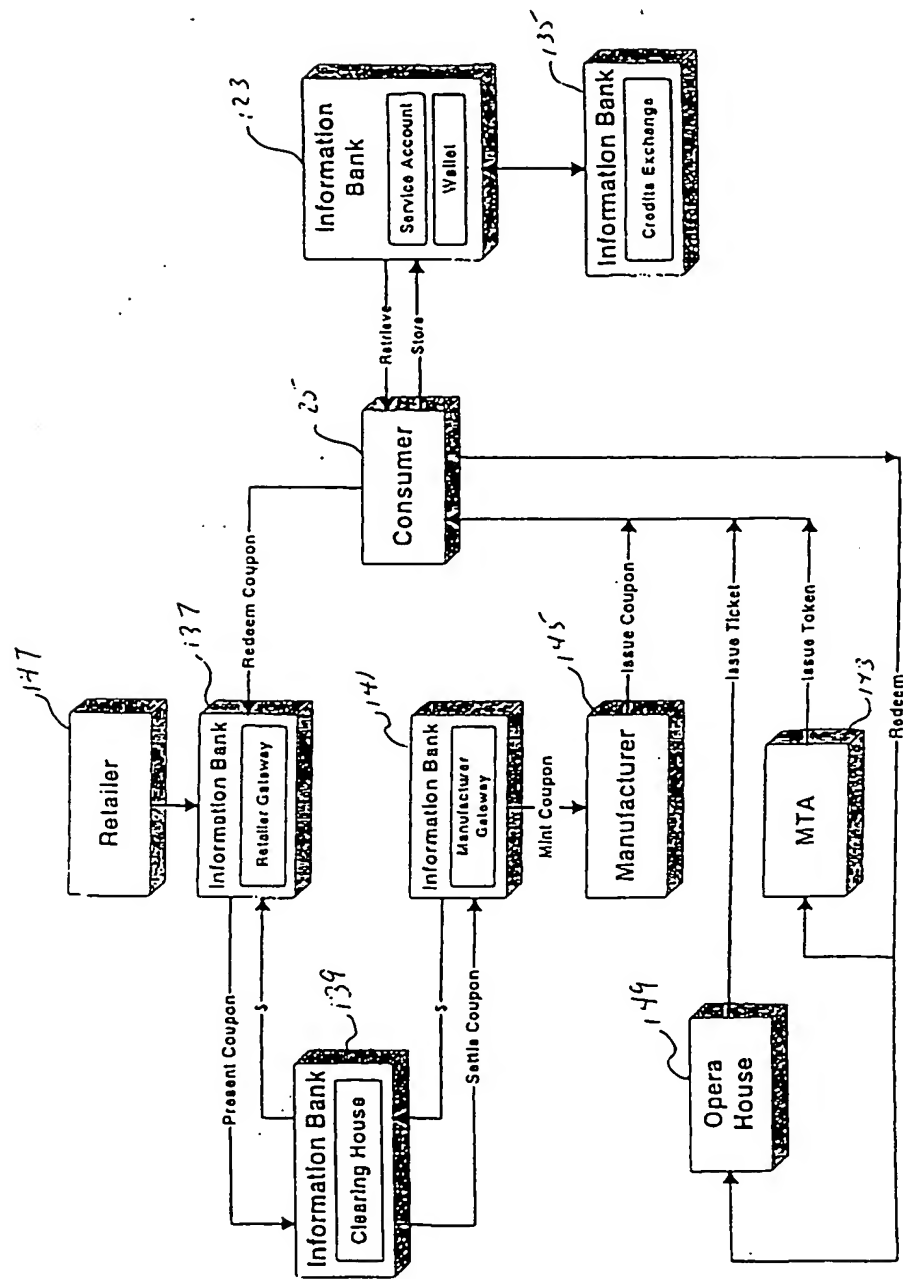 147
Retailer
137
Information Bank
Retailer Gateway
Redeem Coupon
Present Coupon
$
139
Information Bank
Clearing House
$
Settle Coupon
141
Information Bank
Manufacturer
Gateway
Mint Coupon
145
Manufacturer
Issue Coupon
25
Consumer
Retrieve
Store
123
Information
Bank
Service Account
Wallet
135
Information Bank
Credits Exchange
149
Opera
House
Issue Ticket
MTA
143
Issue Token
Redeem